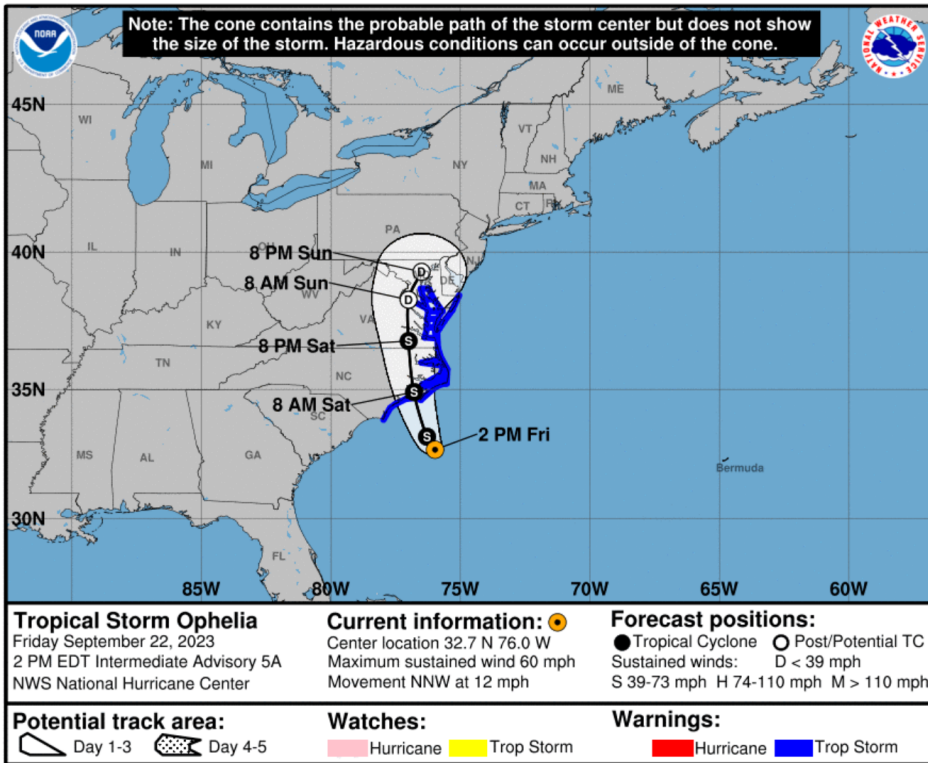 Note: The cone contains the probable path of the storm center but does not show
the size of the storm. Hazardous conditions can occur outside of the cone.
NOAA
NATIONAL WEATHER SERVICE
45N
ME
WI
VT
MI
NH
NY
MA
CT
RI
PA
40N
8 PM Sun
D
NJ
IL
IN
OH
8 AM Sun
D
DE
WV
VA
KY
8 PM Sat
S
TN
35N
NC
8 AM Sat
S
SC
2 PM Fri
S
MS
AL
GA
Bermuda
30N
FL
85W
80W
75W
70W
65W
60W
Tropical Storm Ophelia
Friday September 22, 2023
2 PM EDT Intermediate Advisory 5A
NWS National Hurricane Center
Current information:
Center location 32.7 N 76.0 W
Maximum sustained wind 60 mph
Movement NNW at 12 mph
Forecast positions:
Tropical Cyclone Post/Potential TC
Sustained winds: D < 39 mph
S 39-73 mph H 74-110 mph M > 110 mph
Potential track area:
Day 1-3 Day 4-5
Watches:
Hurricane Trop Storm
Warnings:
Hurricane Trop Storm